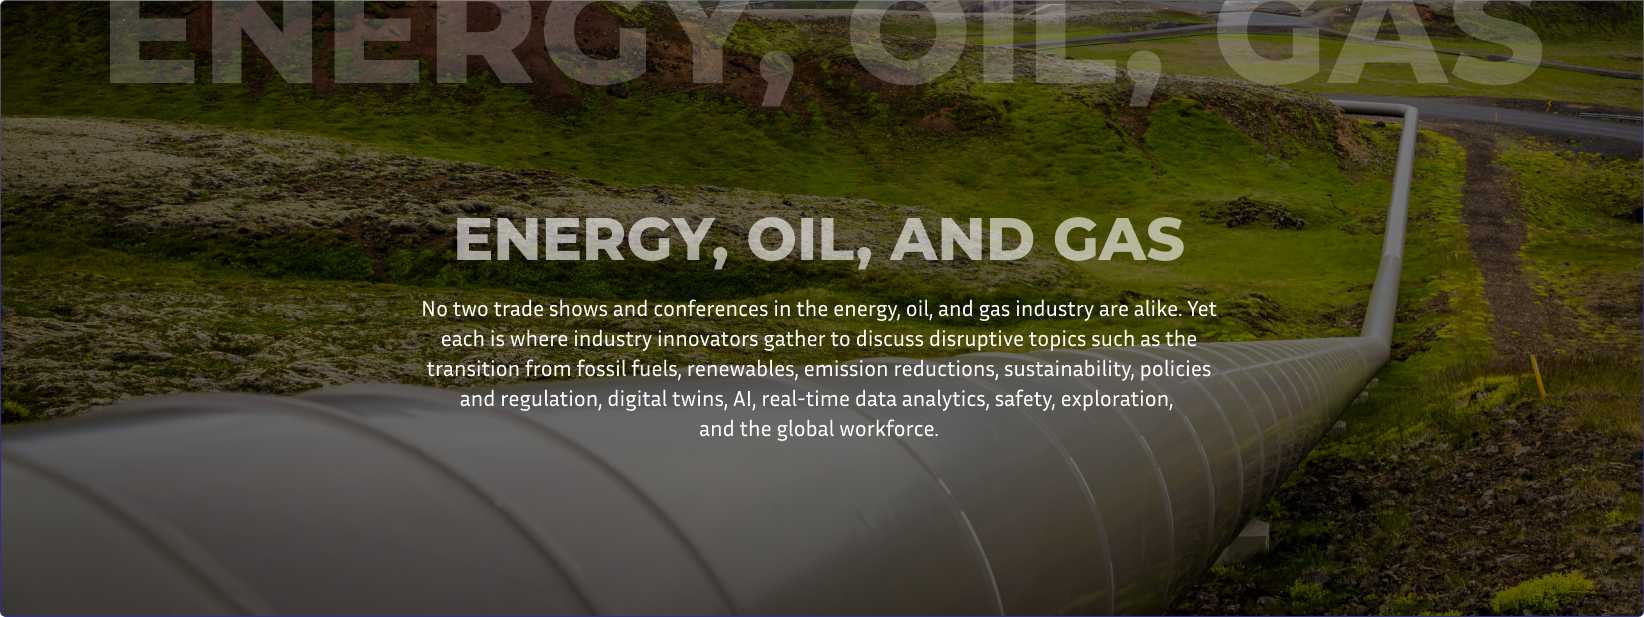 ENERGY, OIL, GAS
ENERGY, OIL, AND GAS
No two trade shows and conferences in the energy, oil, and gas industry are alike. Yet
each is where industry innovators gather to discuss disruptive topics such as the
transition from fossil fuels, renewables, emission reductions, sustainability, policies
and regulation, digital twins, AI, real-time data analytics, safety, exploration,
and the global workforce.